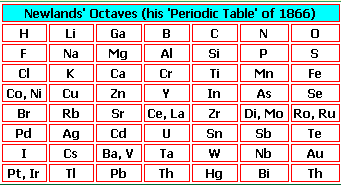 Newlands' Octaves (his 'Periodic Table' of 1866)
H Li Ga B C N O
F Na Mg Al Si P S
Cl K Ca Cr Ti Mn Fe
Co, Ni Cu Zn Y In As Se
Br Rb Sr Ce, La Zr Di, Mo Ro, Ru
Pd Ag Cd U Sn Sb Te
I Cs Ba, V Ta W Nb Au
Pt, Ir Tl Pb Th Hg Bi Th